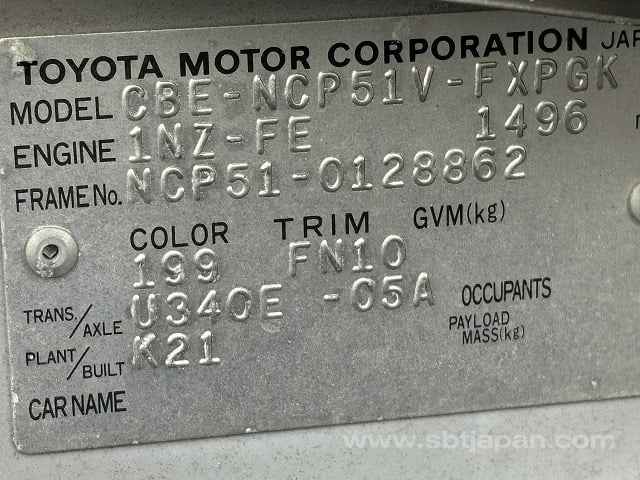 TOYOTA MOTOR CORPORATION JAP
MODEL CBE-NCP51V-FXPGK
ENGINE 1NZ-FE 1496
FRAME No. NCP51-0128862
COLOR TRIM GVM(kg)
199 FN10
TRANS./AXLE U340E -05A OCCUPANTS
PAYLOAD MASS(kg)
PLANT/BUILT K21
CAR NAME
www.sbtjapan.com